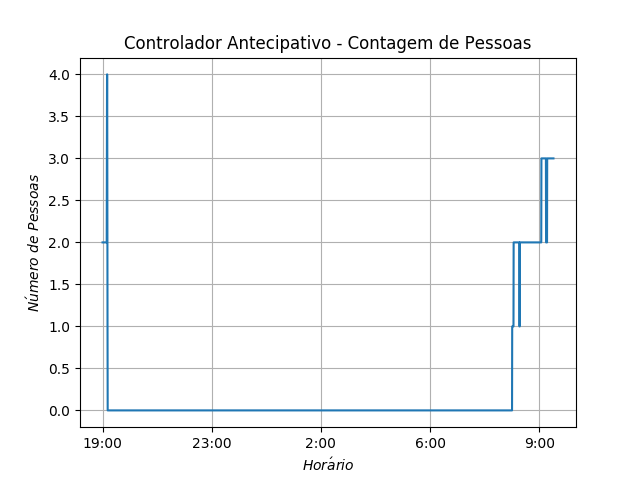 Controlador Antecipativo - Contagem de Pessoas
Número de Pessoas
4.0
3.5
3.0
2.5
2.0
1.5
1.0
0.5
0.0
19:00 23:00 2:00 6:00 9:00
Horário